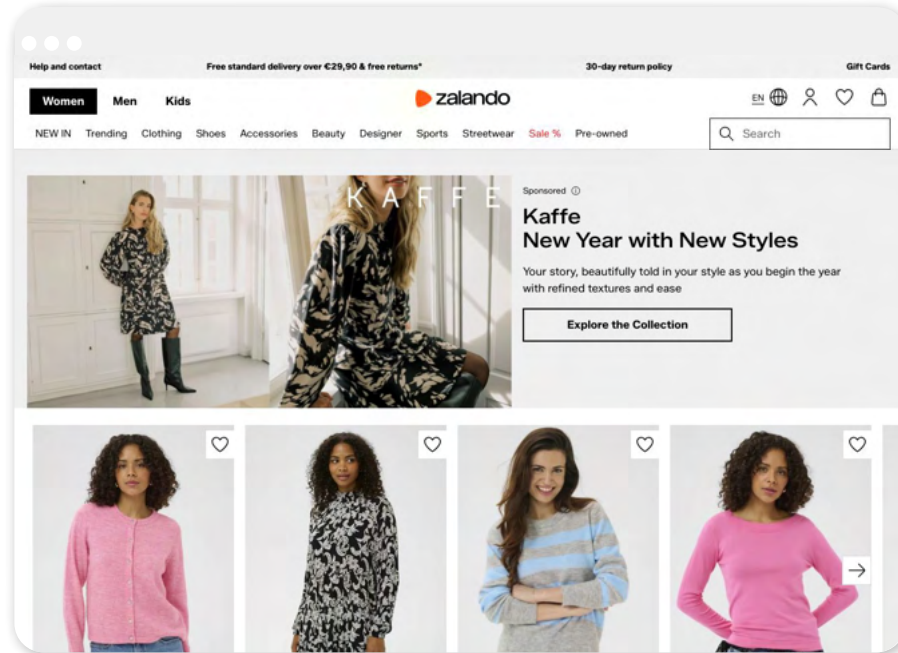 Help and contact
Free standard delivery over €29,90 & free returns*
30-day return policy
Gift Cards
Women
Men
Kids
zalando
EN
NEW IN
Trending
Clothing
Shoes
Accessories
Beauty
Designer
Sports
Streetwear
Sale %
Pre-owned
Search
KAFFE
Sponsored
Kaffe
New Year with New Styles
Your story, beautifully told in your style as you begin the year
with refined textures and ease
Explore the Collection